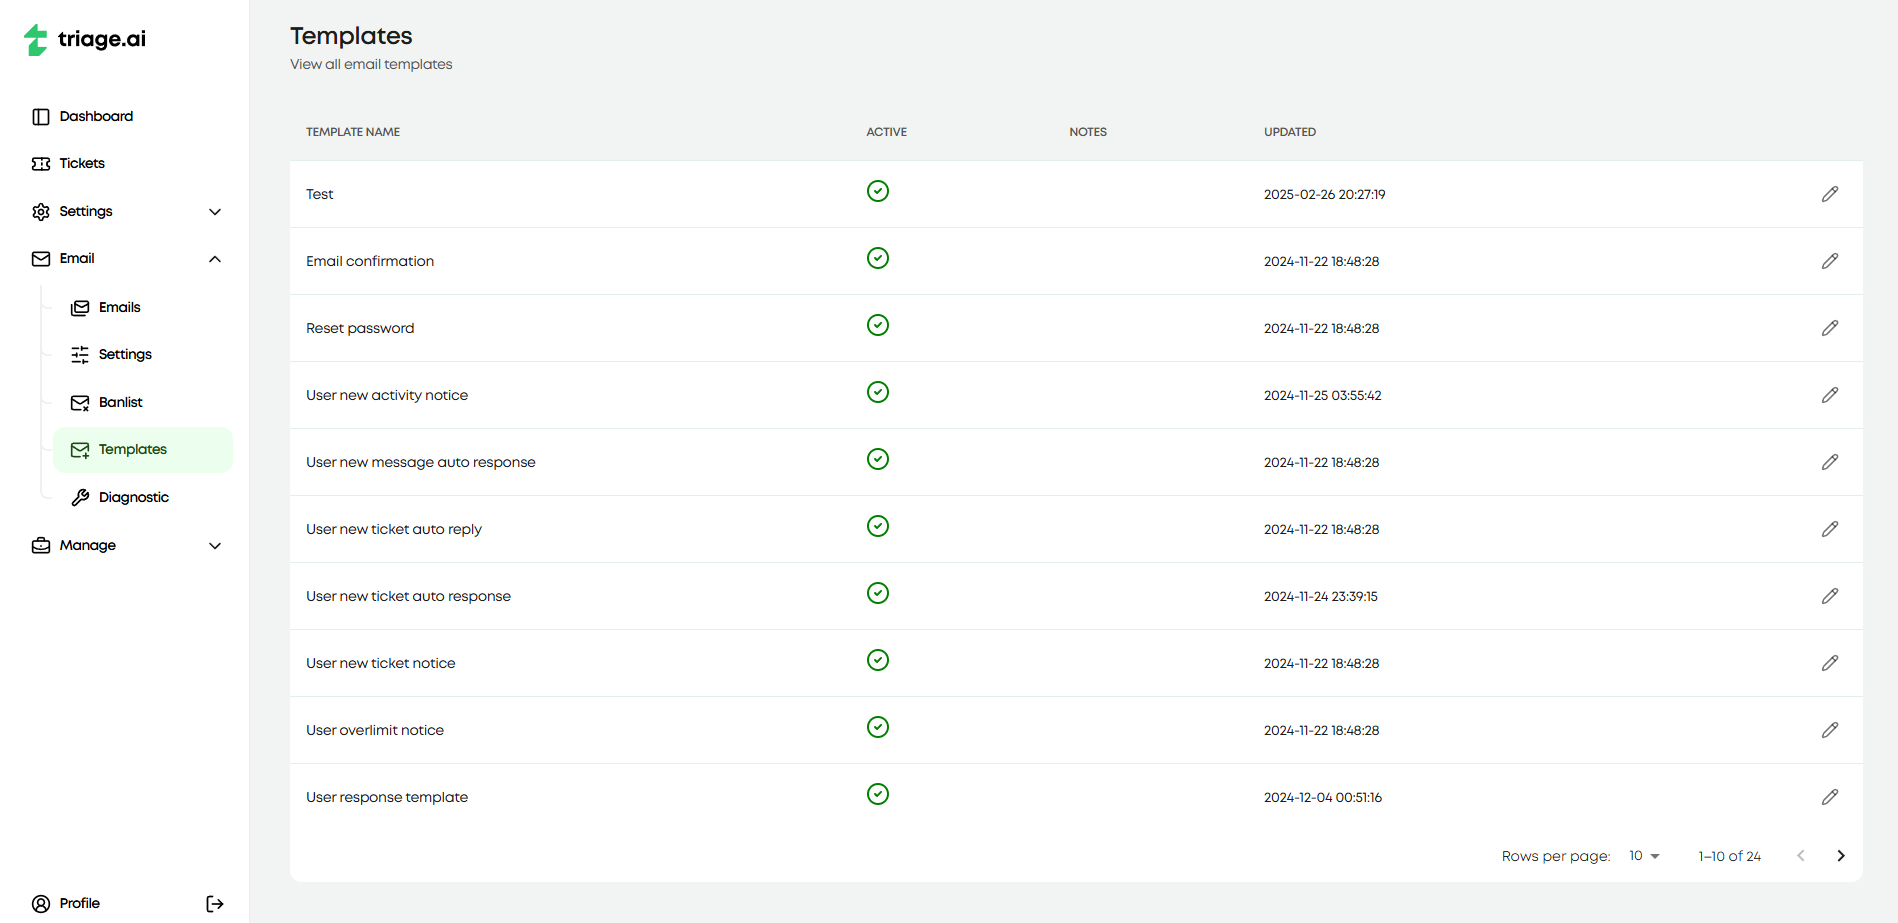 triage.ai
Dashboard
Tickets
Settings
Email
Emails
Settings
Banlist
Templates
Diagnostic
Manage
Profile
Templates
View all email templates
TEMPLATE NAME ACTIVE NOTES UPDATED
Test 2025-02-26 20:27:19
Email confirmation 2024-11-22 18:48:28
Reset password 2024-11-22 18:48:28
User new activity notice 2024-11-25 03:55:42
User new message auto response 2024-11-22 18:48:28
User new ticket auto reply 2024-11-22 18:48:28
User new ticket auto response 2024-11-24 23:39:15
User new ticket notice 2024-11-22 18:48:28
User overlimit notice 2024-11-22 18:48:28
User response template 2024-12-04 00:51:16
Rows per page: 10 1–10 of 24